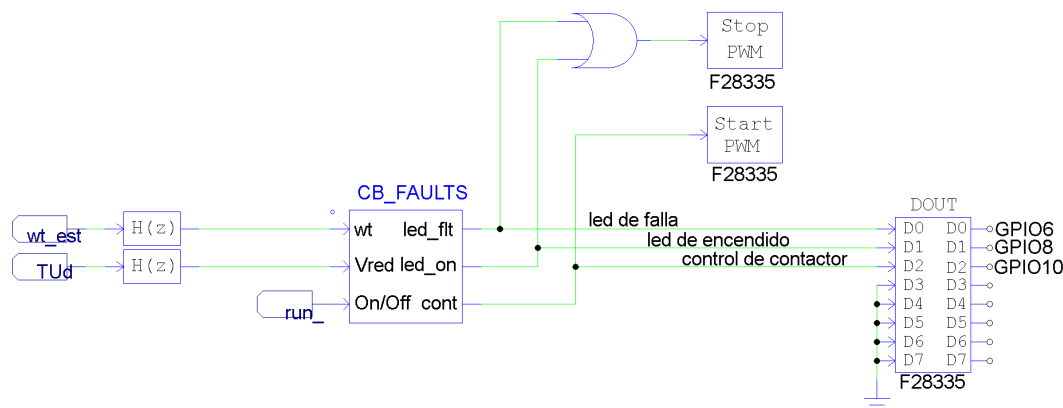 Stop
PWM
F28335
Start
PWM
F28335
CB_FAULTS
DOUT
wt_est
H(z)
wt
led_flt
led de falla
D0
D0
GPIO6
TUd
H(z)
Vred
led_on
led de encendido
D1
D1
GPIO8
control de contactor
D2
D2
GPIO10
run_
On/Off
cont
D3
D3
D4
D4
D5
D5
D6
D6
D7
D7
F28335